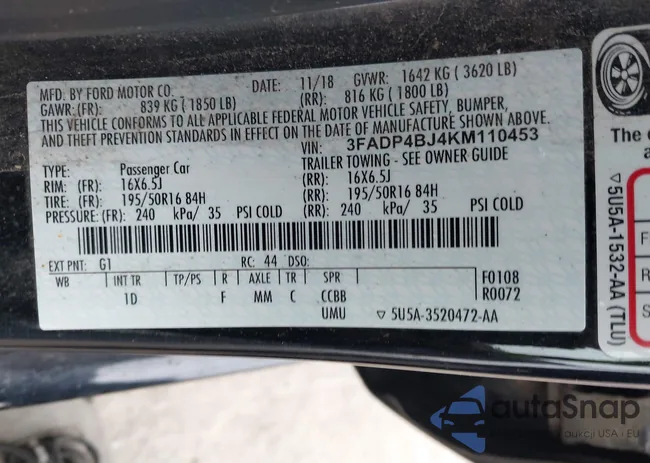 MFD. BY FORD MOTOR CO. DATE: 11/18 GVWR: 1642 KG ( 3620 LB)
GAWR: (FR): 839 KG ( 1850 LB) (RR): 816 KG ( 1800 LB)
THIS VEHICLE CONFORMS TO ALL APPLICABLE FEDERAL MOTOR VEHICLE SAFETY, BUMPER,
AND THEFT PREVENTION STANDARDS IN EFFECT ON THE DATE OF MANUFACTURE SHOWN ABOVE.
VIN: 3FADP4BJ4KM110453
TYPE: Passenger Car TRAILER TOWING - SEE OWNER GUIDE
RIM: (FR): 16X6.5J (RR): 16X6.5J
TIRE: (FR): 195/50R16 84H (RR): 195/50R16 84H
PRESSURE: (FR): 240 kPa/ 35 PSI COLD (RR): 240 kPa/ 35 PSI COLD
EXT PNT: G1 RC: 44 DSO:
WB INT TR TP/PS R AXLE TR SPR F0108
1D F MM C CCBB R0072
UMU ▽ 5U5A-3520472-AA
The
▽5U5A-1532-AA (TLU)
F
R
S
autoSnap
aukcji USA - EU